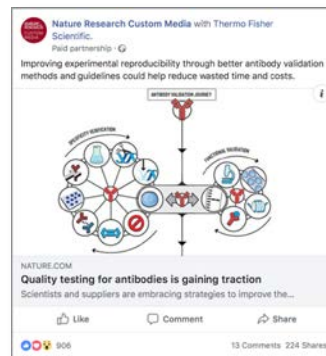 Nature Research Custom Media with Thermo Fisher
Scientific.
Paid partnership ·
Improving experimental reproducibility through better antibody validation
methods and guidelines could help reduce wasted time and costs.
ANTIBODY VALIDATION JOURNEY
SPECIFICITY VERIFICATION
FUNCTIONAL VALIDATION
NATURE.COM
Quality testing for antibodies is gaining traction
Scientists and suppliers are embracing strategies to improve the...
Like
Comment
Share
906
13 Comments 224 Shares